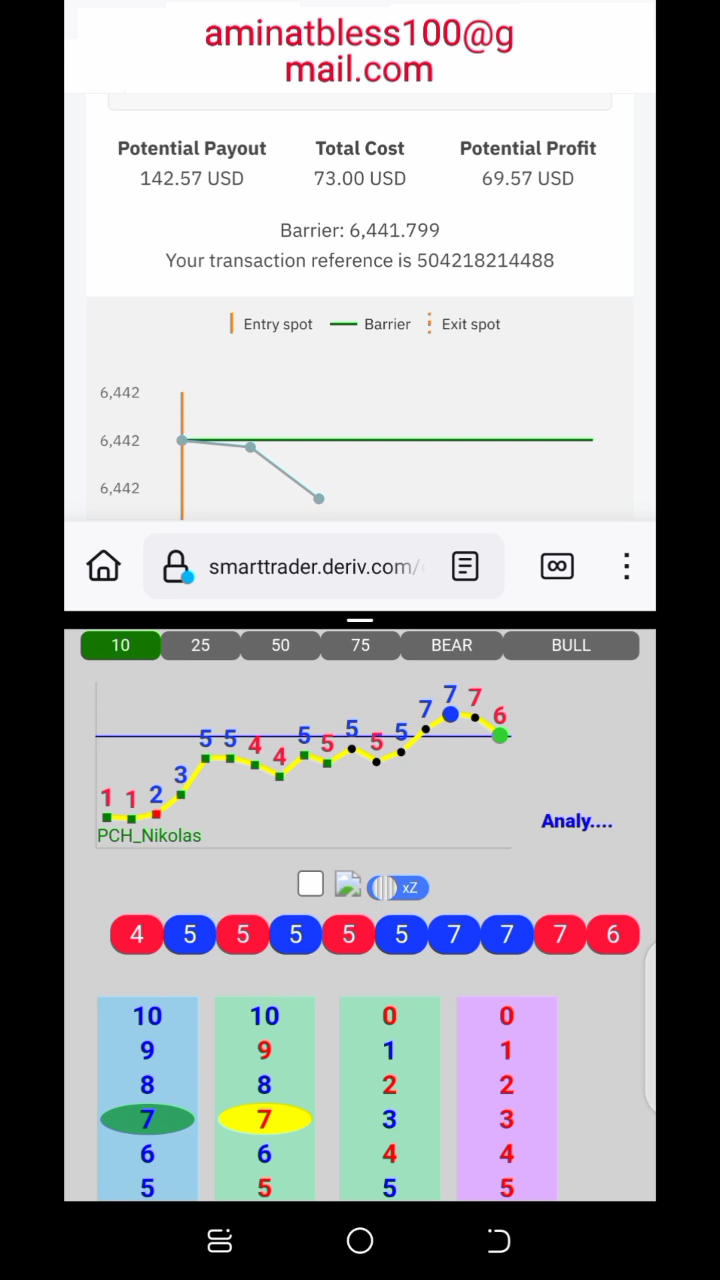 aminatbless100@g
mail.com
Potential Payout Total Cost Potential Profit
142.57 USD 73.00 USD 69.57 USD
Barrier: 6,441.799
Your transaction reference is 504218214488
Entry spot Barrier Exit spot
6,442
6,442
6,442
smarttrader.deriv.com/
10 25 50 75 BEAR BULL
1 1 2 3 5 5 4 4 5 5 5 5 5 7 7 7 6
PCH_Nikolas
Analy....
xZ
4 5 5 5 5 5 7 7 7 6
10 10 0 0
9 9 1 1
8 8 2 2
7 7 3 3
6 6 4 4
5 5 5 5